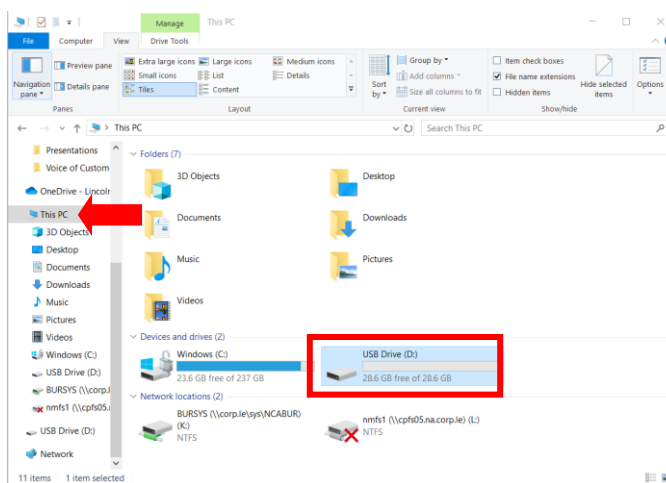 Manage This PC
File Computer View Drive Tools
Navigation pane
Preview pane
Details pane
Panes
Extra large icons Large icons Medium icons
Small icons List Details
Tiles Content
Layout
Sort by
Group by
Add columns
Size all columns to fit
Current view
Item check boxes
File name extensions
Hidden items
Hide selected items
Show/hide
Options
This PC
Search This PC
Presentations
Voice of Custom
OneDrive - Lincoln
This PC
3D Objects
Desktop
Documents
Downloads
Music
Pictures
Videos
Windows (C:)
USB Drive (D:)
BURSYS (\\corp.l
nmfs1 (\\cpfs05.
USB Drive (D:)
Network
Folders (7)
3D Objects
Desktop
Documents
Downloads
Music
Pictures
Videos
Devices and drives (2)
Windows (C:)
23.6 GB free of 237 GB
USB Drive (D:)
28.6 GB free of 28.6 GB
Network locations (2)
BURSYS (\\corp.le\sys\NCABUR)
(K:)
NTFS
nmfs1 (\\cpfs05.na.corp.le) (L:)
NTFS
11 items 1 item selected